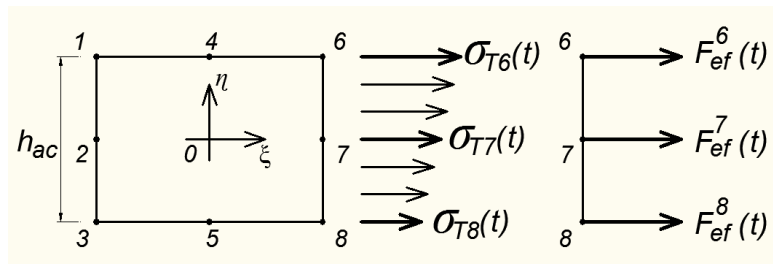 1 4 6 σT6(t) 6 F⁶ef(t)
η
hac 2 0 ξ 7 σT7(t) 7 F⁷ef(t)
3 5 8 σT8(t) 8 F⁸ef(t)